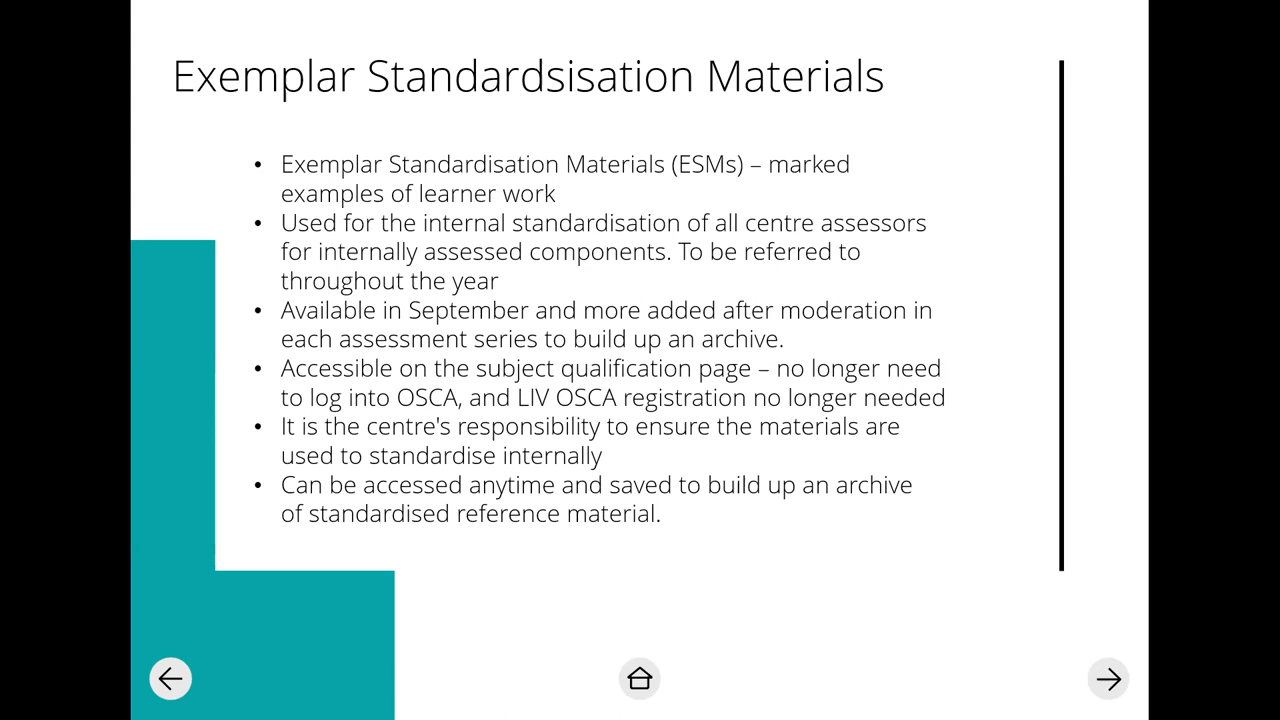 Exemplar Standardsisation Materials
• Exemplar Standardisation Materials (ESMs) – marked
examples of learner work
• Used for the internal standardisation of all centre assessors
for internally assessed components. To be referred to
throughout the year
• Available in September and more added after moderation in
each assessment series to build up an archive.
• Accessible on the subject qualification page – no longer need
to log into OSCA, and LIV OSCA registration no longer needed
• It is the centre's responsibility to ensure the materials are
used to standardise internally
• Can be accessed anytime and saved to build up an archive
of standardised reference material.